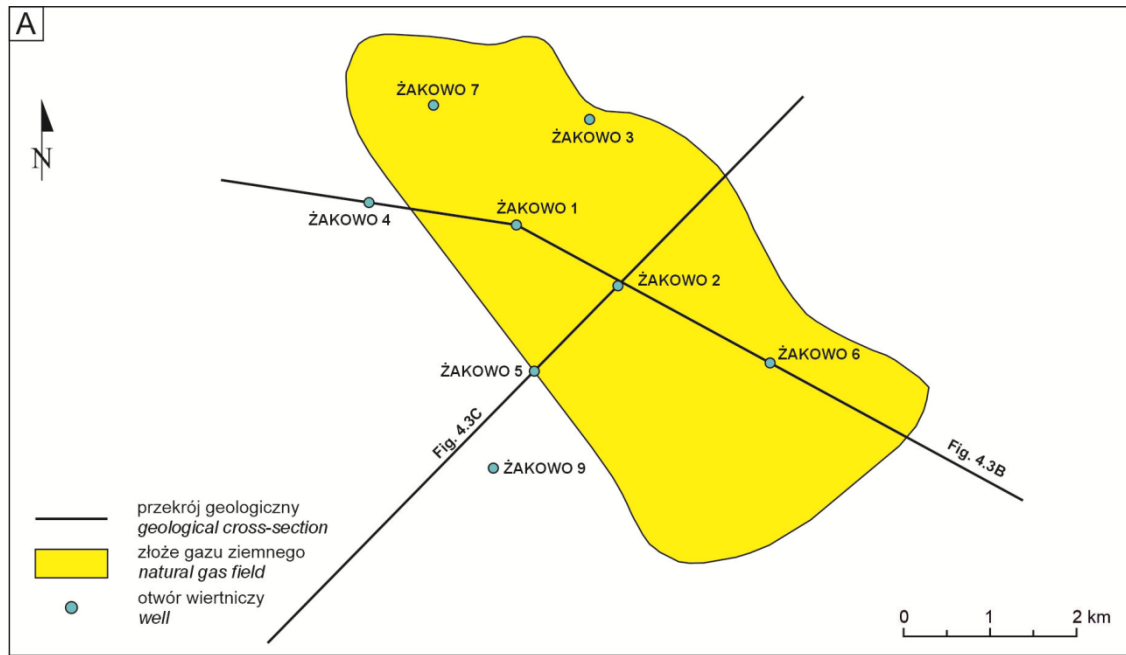 A
N
ŻAKOWO 7
ŻAKOWO 3
ŻAKOWO 4
ŻAKOWO 1
ŻAKOWO 2
ŻAKOWO 6
ŻAKOWO 5
Fig. 4.3C
Fig. 4.3B
ŻAKOWO 9
przekrój geologiczny
geological cross-section
złoże gazu ziemnego
natural gas field
otwór wiertniczy
well
0 1 2 km